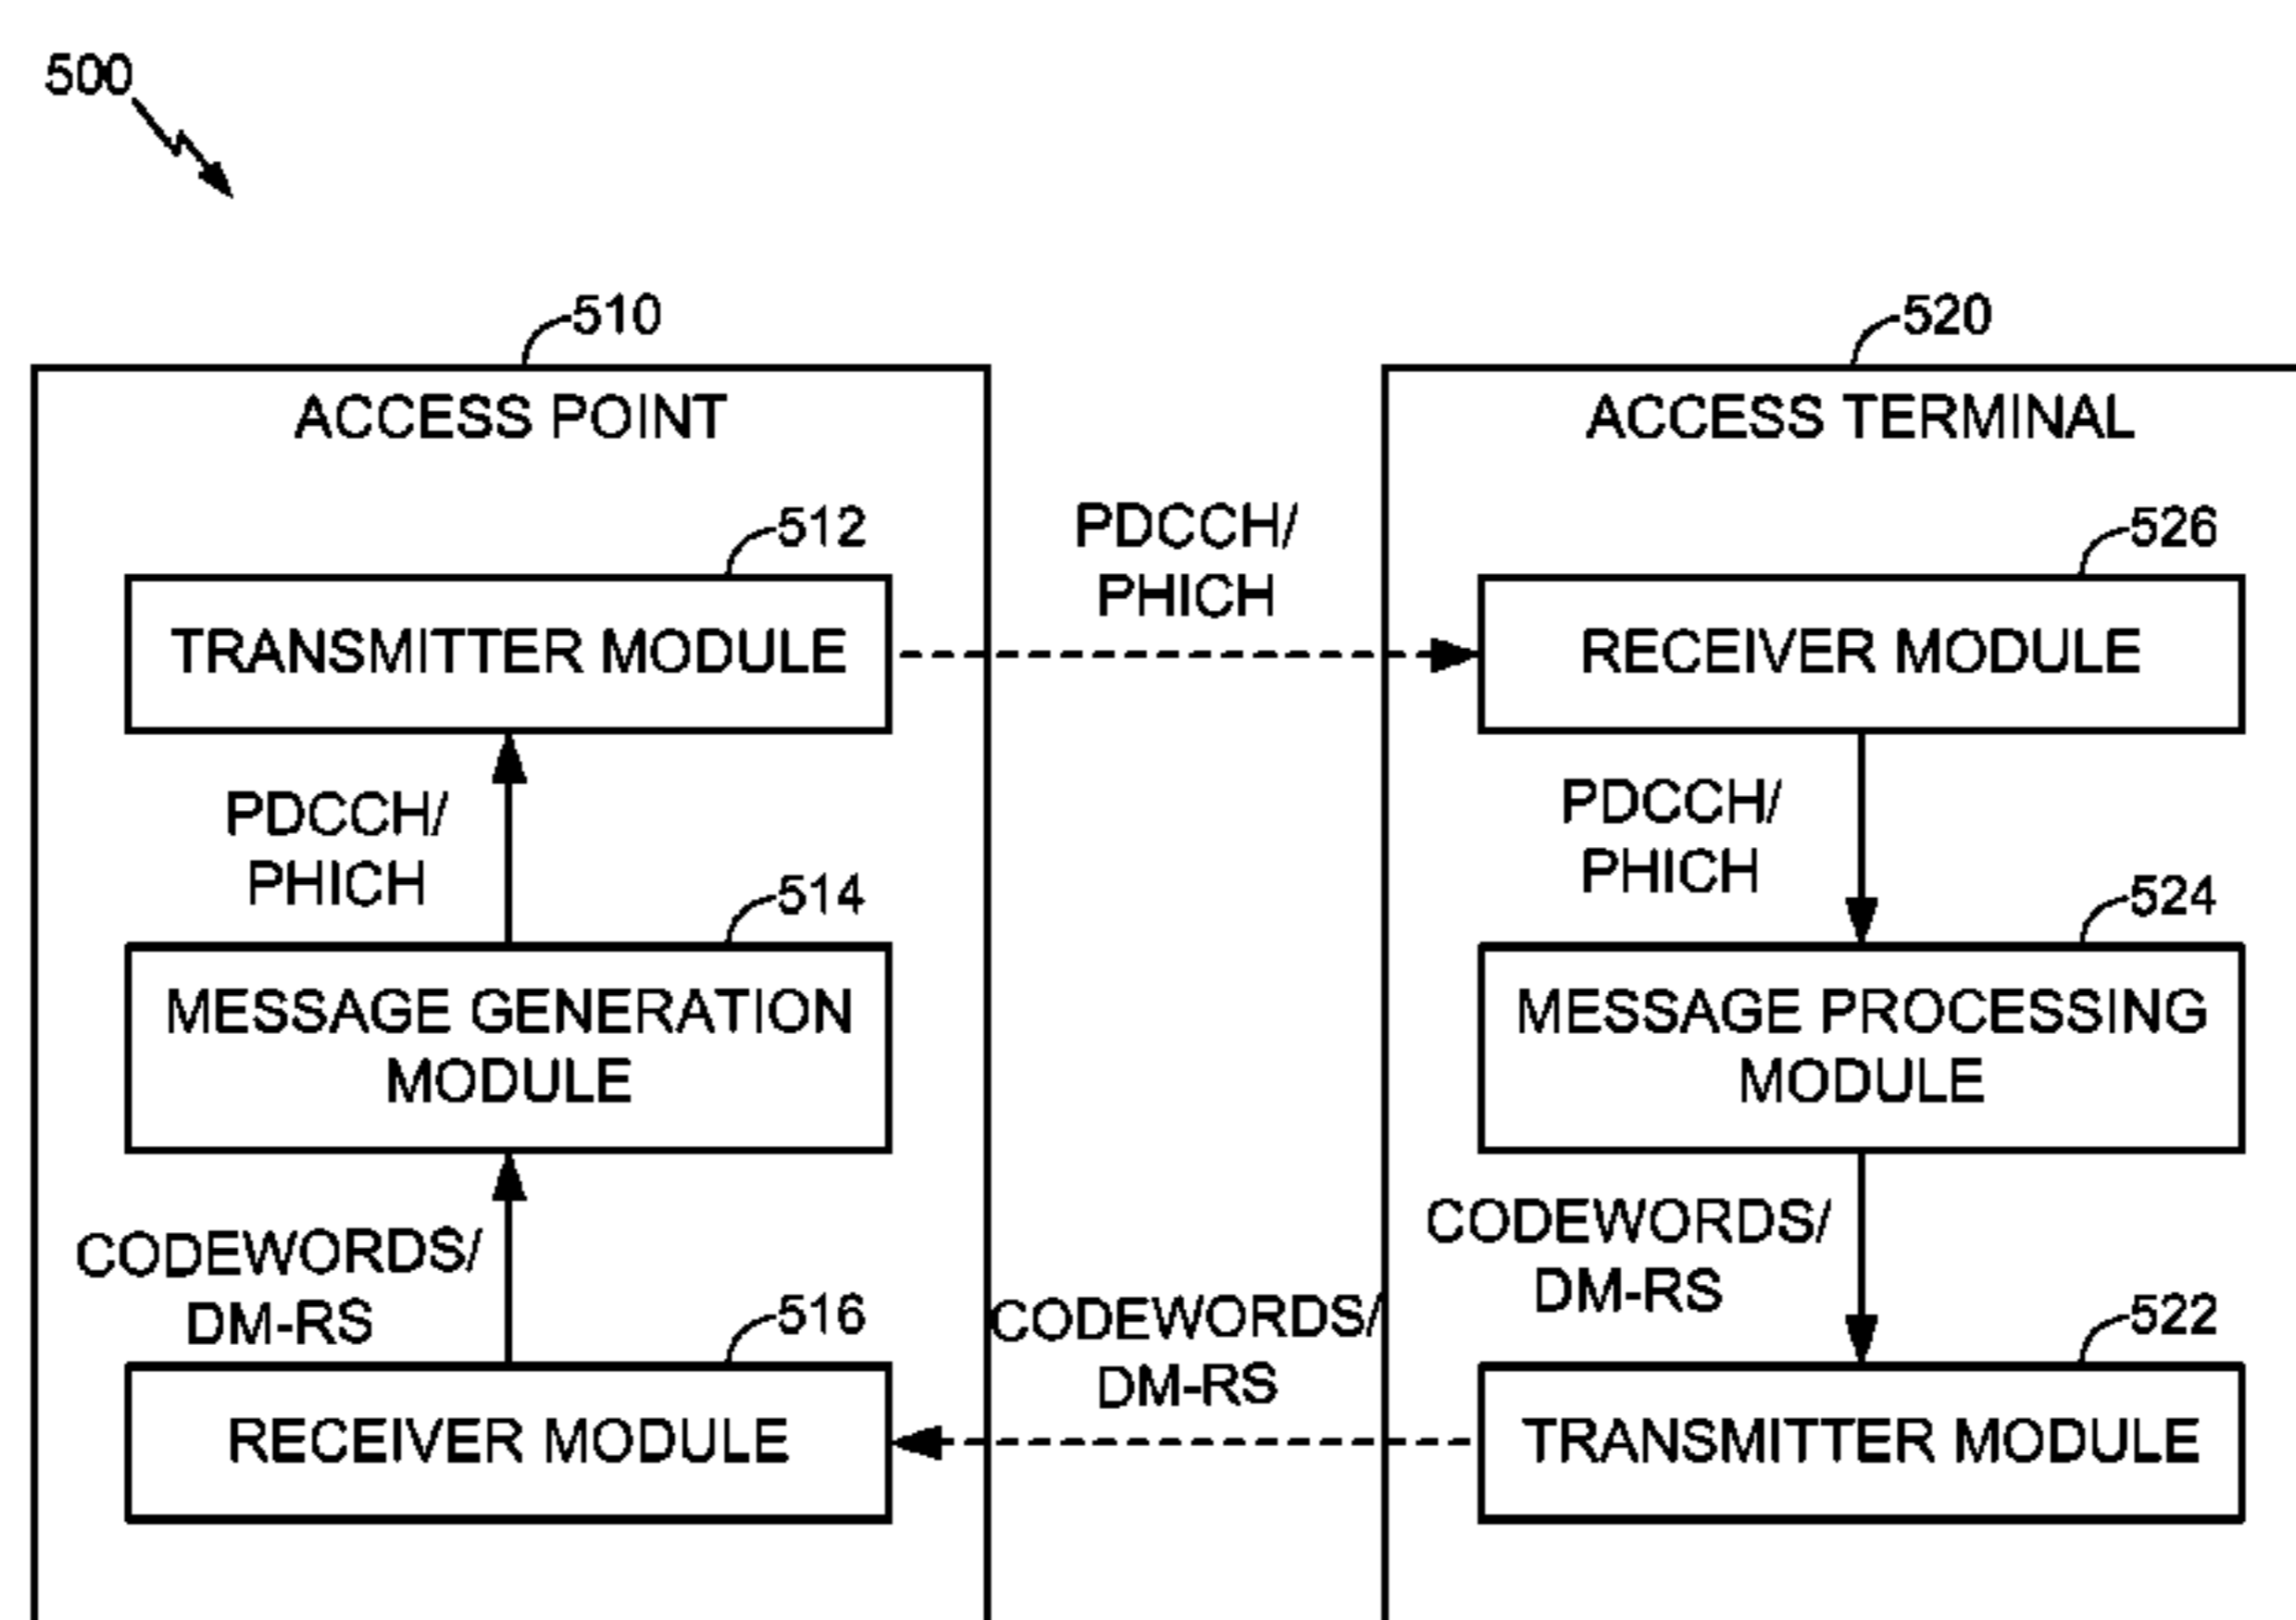 500
510
520
ACCESS POINT
ACCESS TERMINAL
512
PDCCH/
PHICH
526
TRANSMITTER MODULE
RECEIVER MODULE
PDCCH/
PHICH
PDCCH/
PHICH
514
524
MESSAGE GENERATION
MODULE
MESSAGE PROCESSING
MODULE
CODEWORDS/
DM-RS
CODEWORDS/
DM-RS
CODEWORDS/
DM-RS
516
522
RECEIVER MODULE
TRANSMITTER MODULE